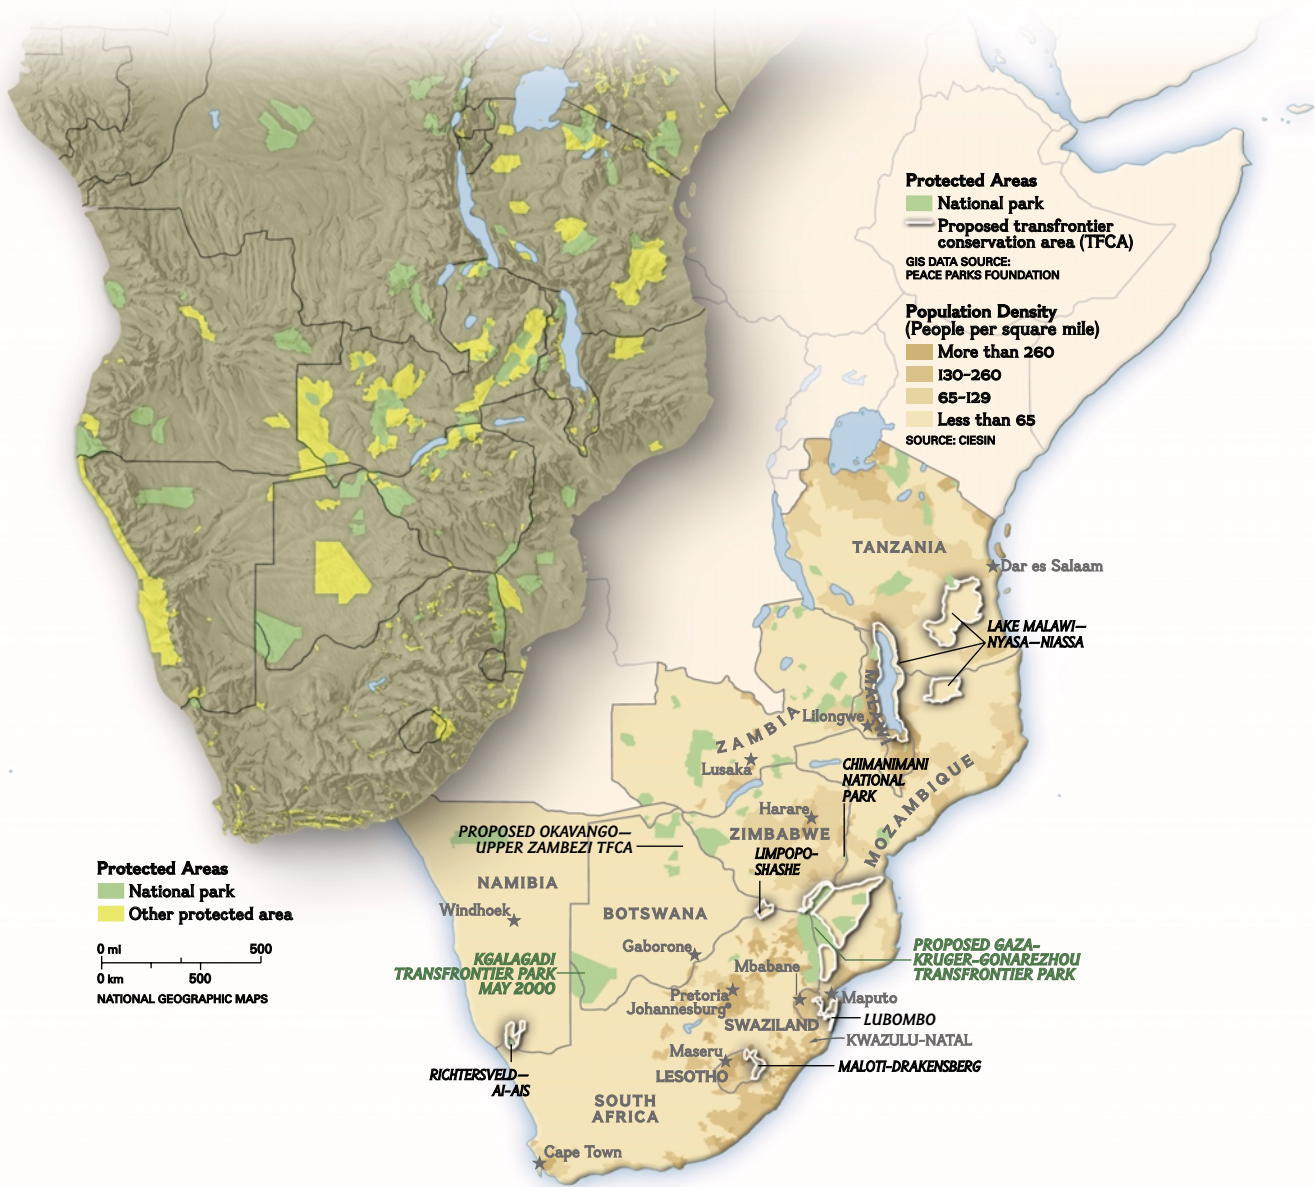 Protected Areas
National park
Proposed transfrontier
conservation area (TFCA)
GIS DATA SOURCE:
PEACE PARKS FOUNDATION
Population Density
(People per square mile)
More than 260
130-260
65-129
Less than 65
SOURCE: CIESIN
TANZANIA
Dar es Salaam
LAKE MALAWI—
NYASA—NIASSA
MALAWI
Lilongwe
ZAMBIA
Lusaka
CHIMANIMANI
NATIONAL
PARK
MOZAMBIQUE
Harare
ZIMBABWE
PROPOSED OKAVANGO—
UPPER ZAMBEZI TFCA
LIMPOPO-
SHASHE
NAMIBIA
Windhoek
BOTSWANA
Gaborone
KGALAGADI
TRANSFRONTIER PARK
MAY 2000
PROPOSED GAZA-
KRUGER-GONAREZHOU
TRANSFRONTIER PARK
Mbabane
Pretoria
Johannesburg
Maputo
SWAZILAND
LUBOMBO
KWAZULU-NATAL
Maseru
LESOTHO
MALOTI-DRAKENSBERG
RICHTERSVELD—
AI-AIS
SOUTH
AFRICA
Cape Town
Protected Areas
National park
Other protected area
0 mi 500
0 km 500
NATIONAL GEOGRAPHIC MAPS